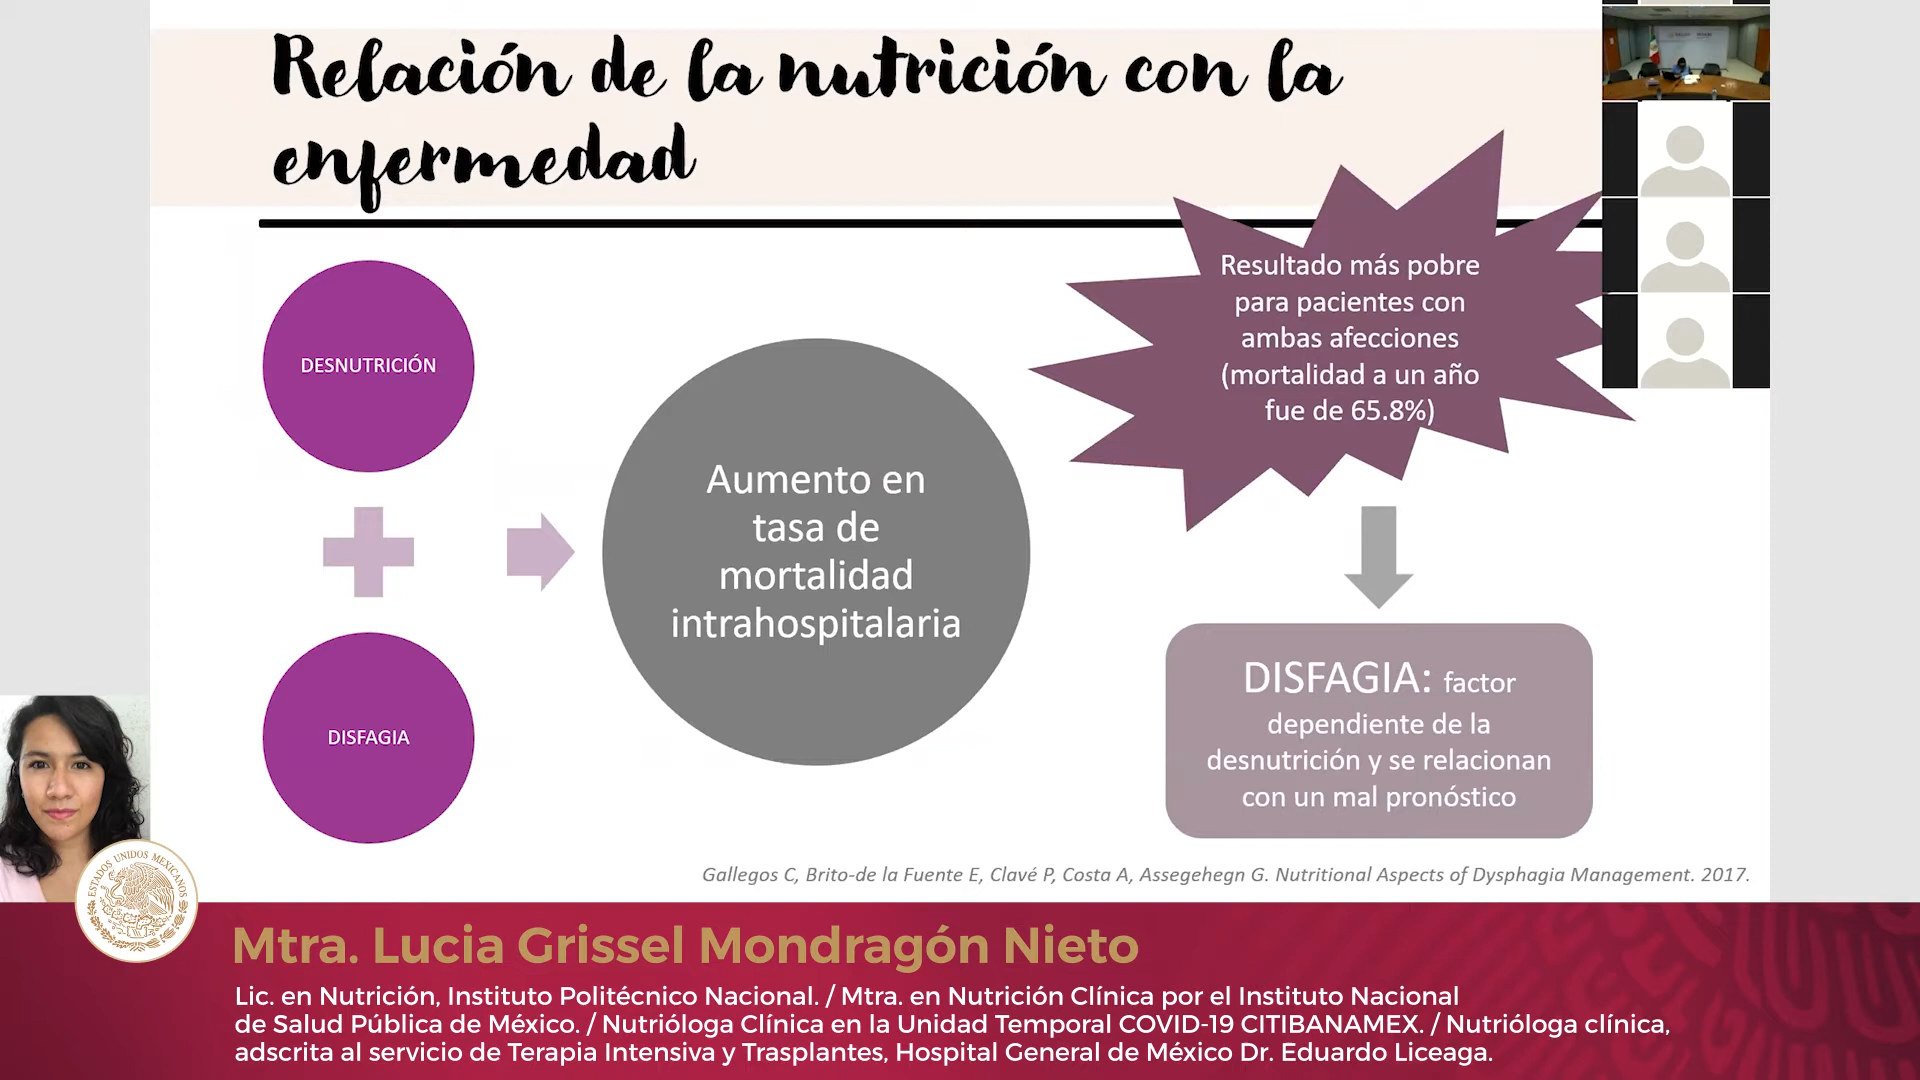 Relación de la nutrición con la
enfermedad
DESNUTRICIÓN
DISFAGIA
Aumento en
tasa de
mortalidad
intrahospitalaria
Resultado más pobre
para pacientes con
ambas afecciones
(mortalidad a un año
fue de 65.8%)
DISFAGIA: factor
dependiente de la
desnutrición y se relacionan
con un mal pronóstico
Gallegos C, Brito-de la Fuente E, Clavé P, Costa A, Assegehegn G. Nutritional Aspects of Dysphagia Management. 2017.
ESTADOS UNIDOS MEXICANOS
Mtra. Lucia Grissel Mondragón Nieto
Lic. en Nutrición, Instituto Politécnico Nacional. / Mtra. en Nutrición Clínica por el Instituto Nacional
de Salud Pública de México. / Nutrióloga Clínica en la Unidad Temporal COVID-19 CITIBANAMEX. / Nutrióloga clínica,
adscrita al servicio de Terapia Intensiva y Trasplantes, Hospital General de México Dr. Eduardo Liceaga.